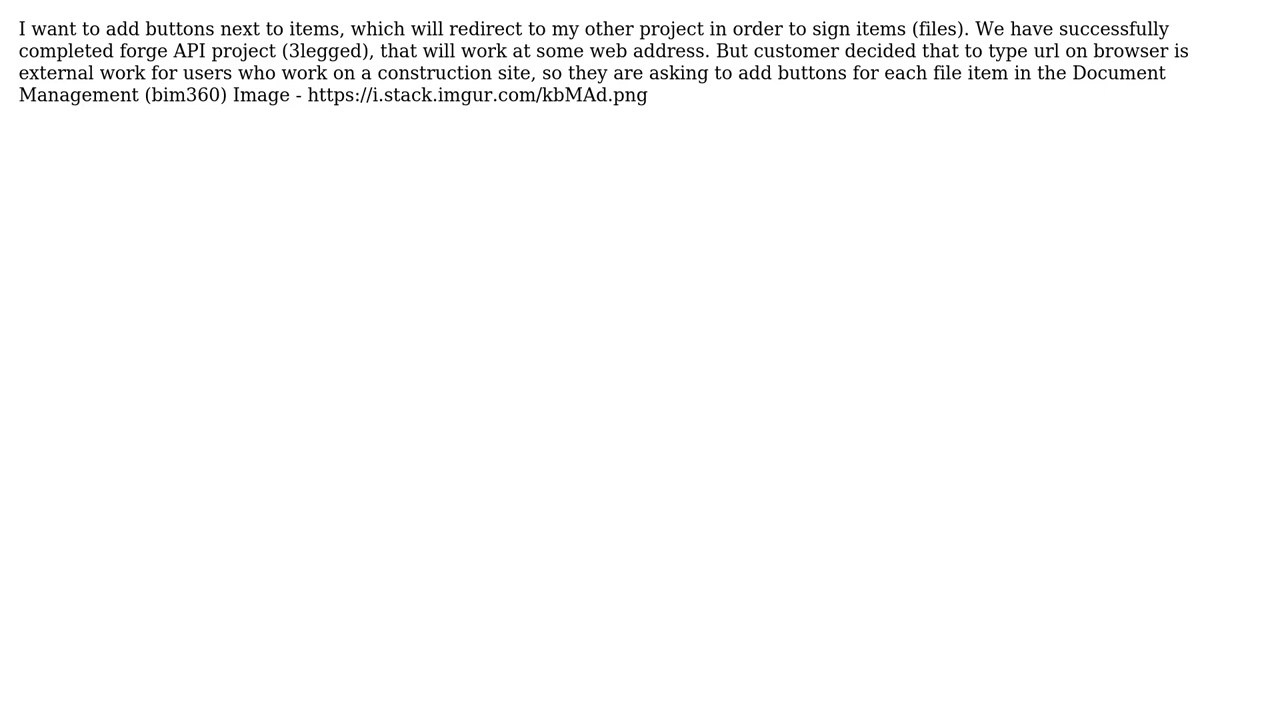 I want to add buttons next to items, which will redirect to my other project in order to sign items (files). We have successfully
completed forge API project (3legged), that will work at some web address. But customer decided that to type url on browser is
external work for users who work on a construction site, so they are asking to add buttons for each file item in the Document
Management (bim360) Image - https://i.stack.imgur.com/kbMAd.png